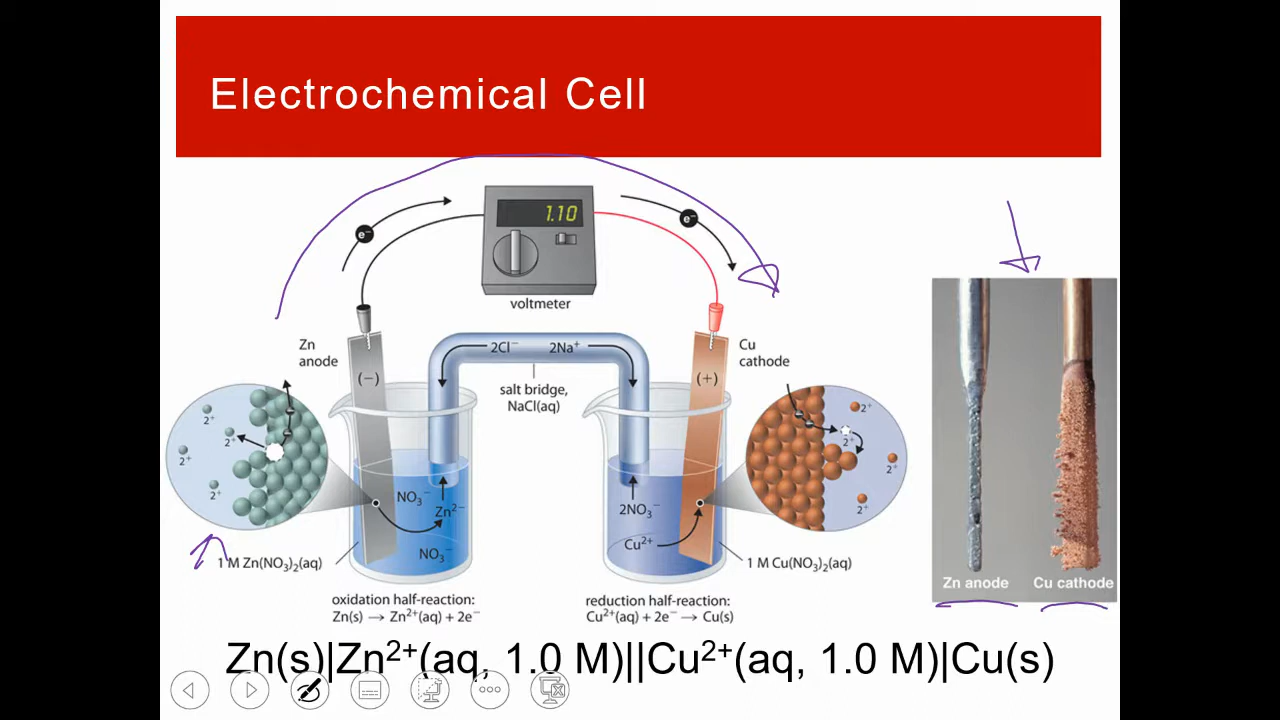 Electrochemical Cell
1.10
e⁻
e⁻
voltmeter
Zn
anode
Cu
cathode
(−)
2Cl⁻
2Na⁺
(+)
salt bridge,
NaCl(aq)
2+
2+
2+
2+
2+
2+
2+
2+
NO₃⁻
Zn²⁻
NO₃⁻
2NO₃⁻
Cu²⁺
1 M Zn(NO₃)₂(aq)
1 M Cu(NO₃)₂(aq)
Zn anode
Cu cathode
oxidation half-reaction:
Zn(s) → Zn²⁺(aq) + 2e⁻
reduction half-reaction:
Cu²⁺(aq) + 2e⁻ → Cu(s)
Zn(s)|Zn²⁺(aq, 1.0 M)||Cu²⁺(aq, 1.0 M)|Cu(s)